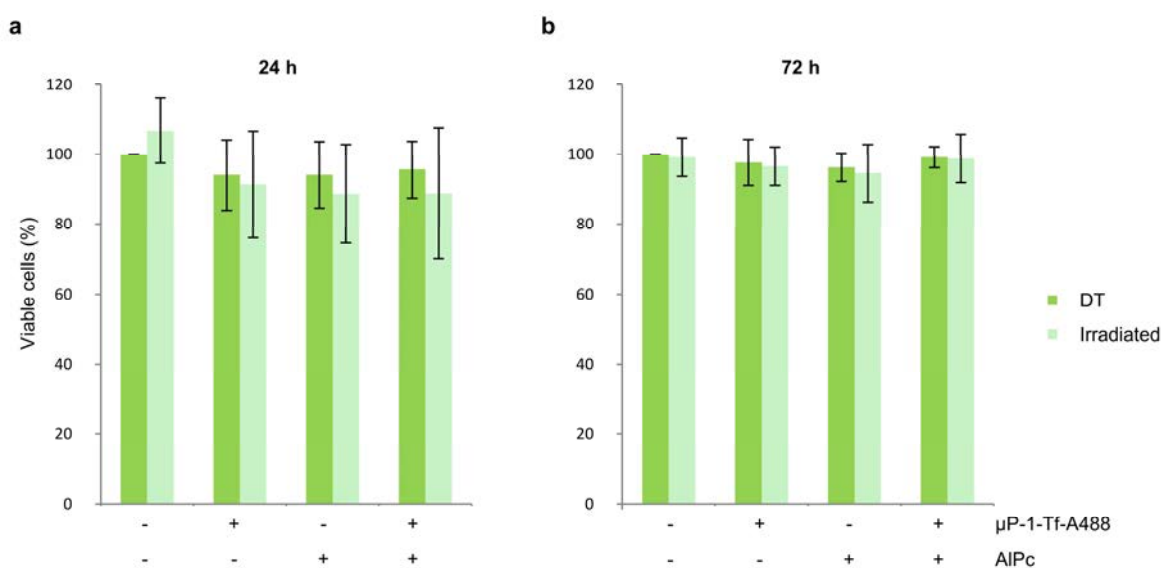 a
b
24 h
72 h
120
100
80
60
40
20
0
Viable cells (%)
120
100
80
60
40
20
0
DT
Irradiated
- + - + - + - + µP-1-Tf-A488
- - + + - - + + AlPc